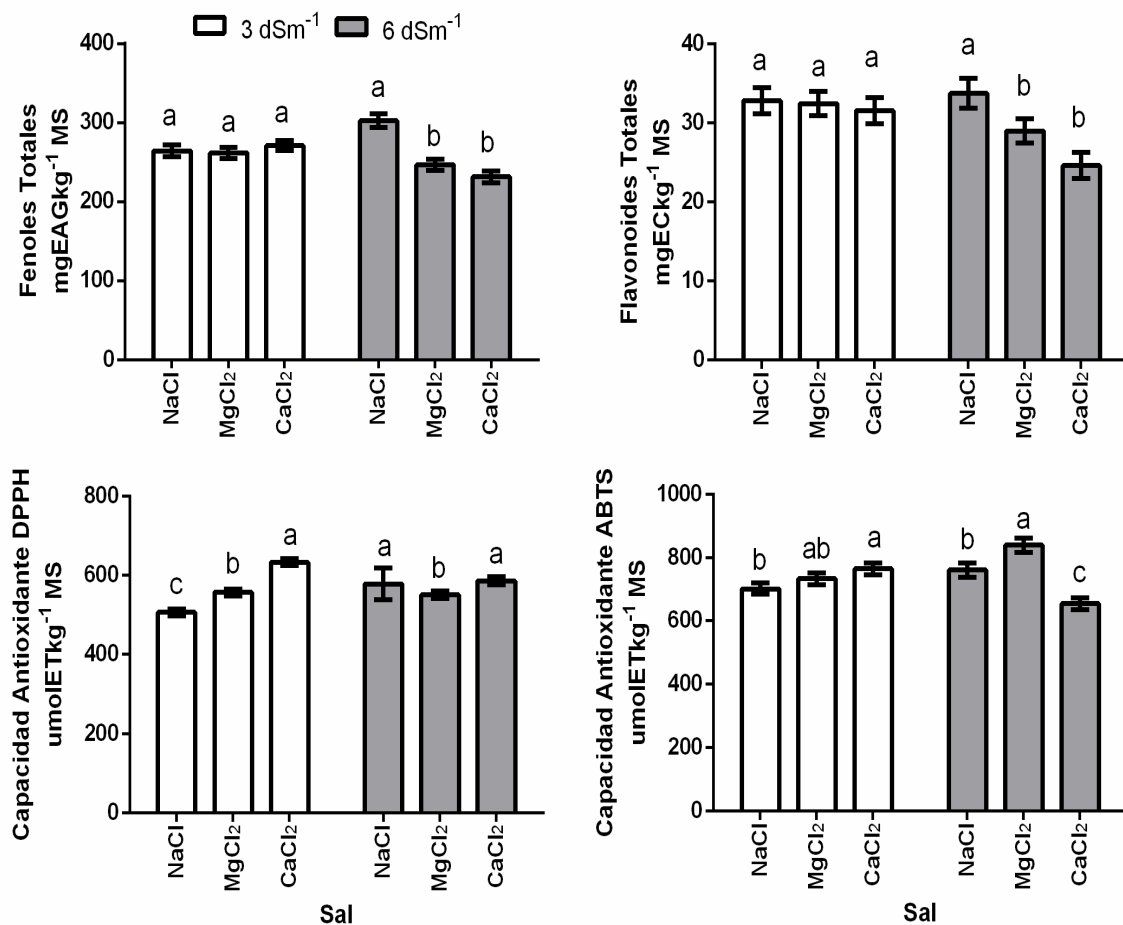 3 dSm⁻¹ 6 dSm⁻¹
Fenoles Totales
mgEAGkg⁻¹ MS
400
300
200
100
0
a a a a b b
NaCl MgCl₂ CaCl₂ NaCl MgCl₂ CaCl₂
Flavonoides Totales
mgECkg⁻¹ MS
40
30
20
10
0
a a a a b b
NaCl MgCl₂ CaCl₂ NaCl MgCl₂ CaCl₂
Capacidad Antioxidante DPPH
umolETkg⁻¹ MS
800
600
400
200
0
c b a a b a
NaCl MgCl₂ CaCl₂ NaCl MgCl₂ CaCl₂
Sal
Capacidad Antioxidante ABTS
umolETkg⁻¹ MS
1000
800
600
400
200
0
b ab a b a c
NaCl MgCl₂ CaCl₂ NaCl MgCl₂ CaCl₂
Sal